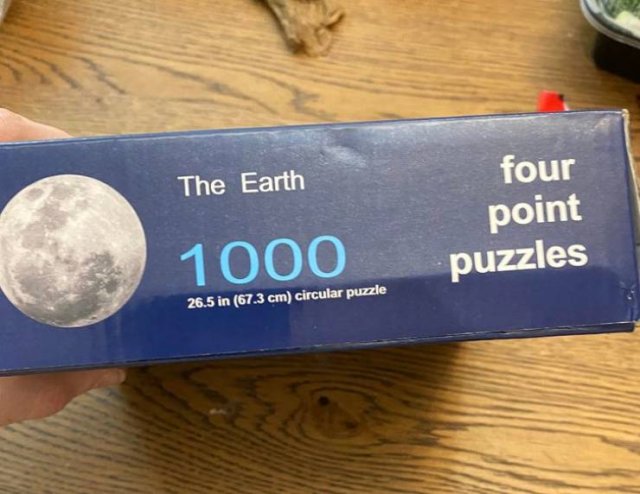 The Earth
1000
26.5 in (67.3 cm) circular puzzle
four
point
puzzles